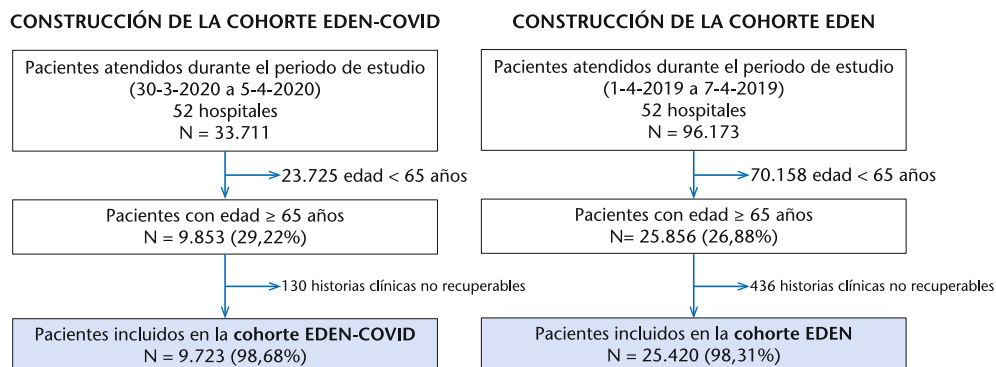 CONSTRUCCIÓN DE LA COHORTE EDEN-COVID
Pacientes atendidos durante el periodo de estudio
(30-3-2020 a 5-4-2020)
52 hospitales
N = 33.711
23.725 edad < 65 años
Pacientes con edad ≥ 65 años
N = 9.853 (29,22%)
130 historias clínicas no recuperables
Pacientes incluidos en la cohorte EDEN-COVID
N = 9.723 (98,68%)
CONSTRUCCIÓN DE LA COHORTE EDEN
Pacientes atendidos durante el periodo de estudio
(1-4-2019 a 7-4-2019)
52 hospitales
N = 96.173
70.158 edad < 65 años
Pacientes con edad ≥ 65 años
N= 25.856 (26,88%)
436 historias clínicas no recuperables
Pacientes incluidos en la cohorte EDEN
N = 25.420 (98,31%)